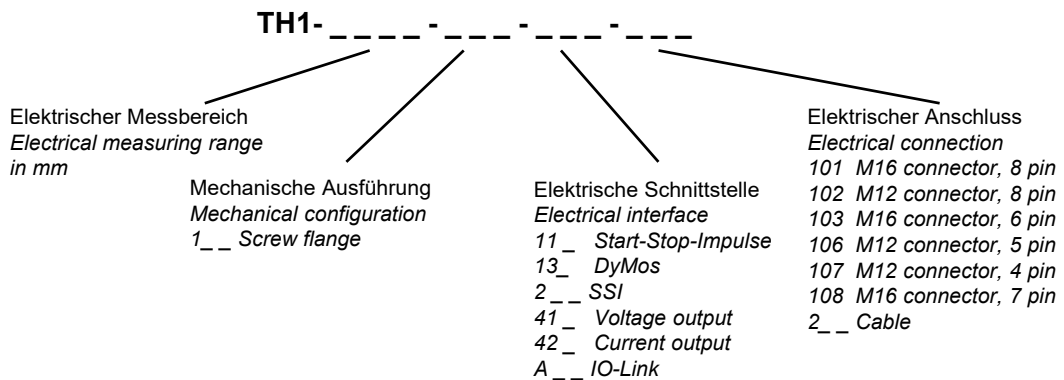 TH1- _ _ _ _ - _ _ _ - _ _ _ - _ _ _
Elektrischer Messbereich
Electrical measuring range
in mm
Mechanische Ausführung
Mechanical configuration
1_ _ Screw flange
Elektrische Schnittstelle
Electrical interface
11 _ Start-Stop-Impulse
13_ DyMos
2 _ _ SSI
41 _ Voltage output
42 _ Current output
A _ _ IO-Link
Elektrischer Anschluss
Electrical connection
101 M16 connector, 8 pin
102 M12 connector, 8 pin
103 M16 connector, 6 pin
106 M12 connector, 5 pin
107 M12 connector, 4 pin
108 M16 connector, 7 pin
2_ _ Cable